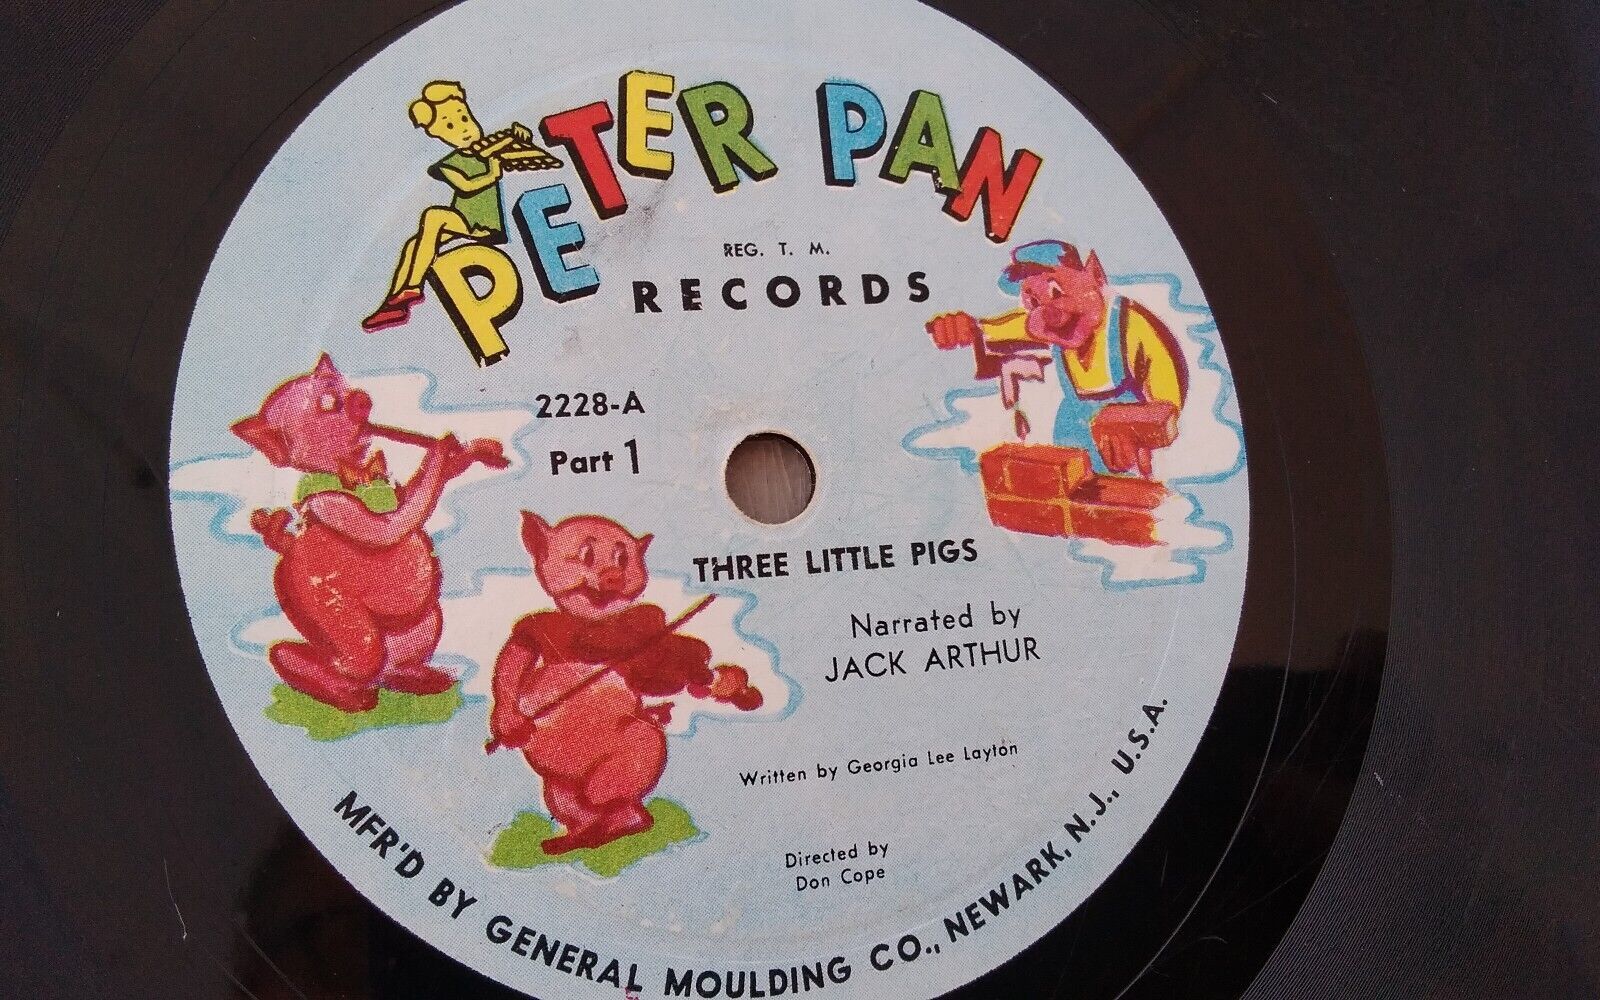 PETER PAN
REG. T. M.
RECORDS
2228-A
Part 1
THREE LITTLE PIGS
Narrated by
JACK ARTHUR
Written by Georgia Lee Layton
Directed by
Don Cope
MFR'D BY GENERAL MOULDING CO., NEWARK, N.J., U.S.A.